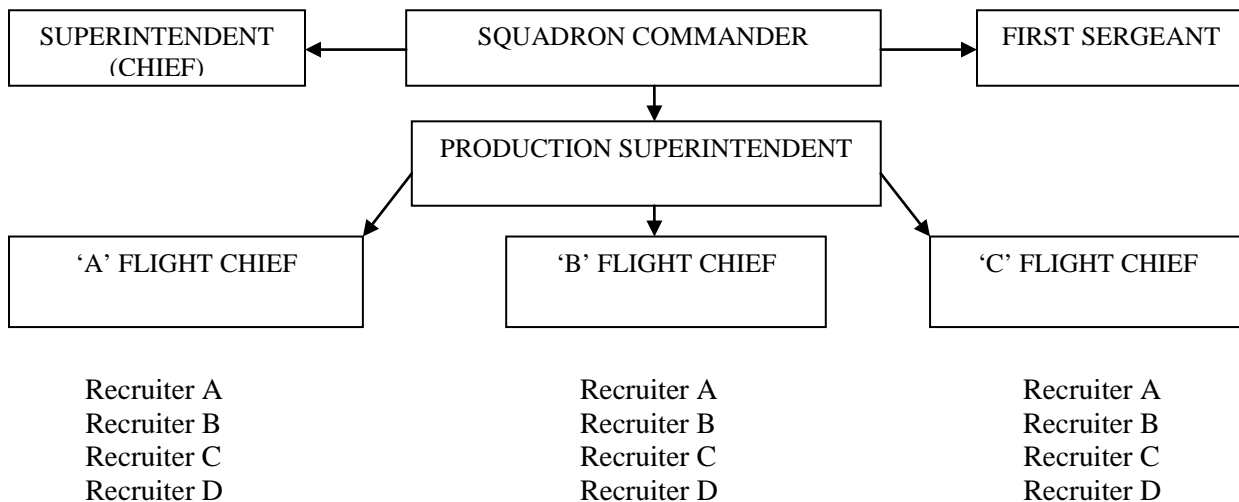 SUPERINTENDENT
(CHIEF)
SQUADRON COMMANDER
FIRST SERGEANT
PRODUCTION SUPERINTENDENT
‘A’ FLIGHT CHIEF
‘B’ FLIGHT CHIEF
‘C’ FLIGHT CHIEF
Recruiter A
Recruiter B
Recruiter C
Recruiter D
Recruiter A
Recruiter B
Recruiter C
Recruiter D
Recruiter A
Recruiter B
Recruiter C
Recruiter D